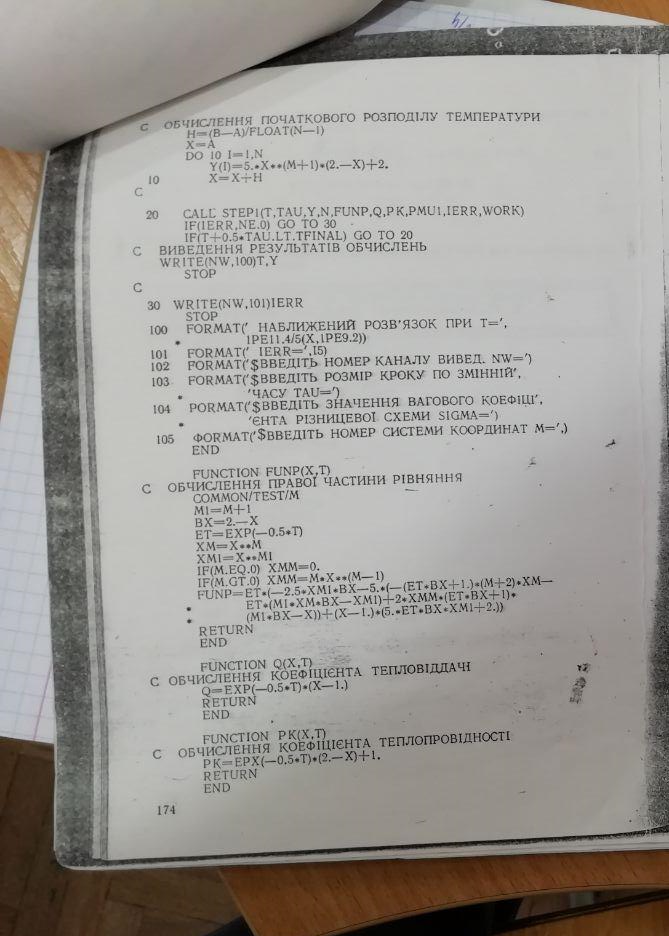 C ОБЧИСЛЕННЯ ПОЧАТКОВОГО РОЗПОДІЛУ ТЕМПЕРАТУРИ
H=(B—A)/FLOAT(N—1)
X=A
DO 10 I=1,N
Y(I)=5.*X**(M+1)*(2.—X)+2.
10 X=X+H
C
20 CALL STEP1(T,TAU,Y,N,FUNP,Q,PK,PMU1,IERR,WORK)
IF(IERR,NE.0) GO TO 30
IF(T+0.5*TAU.LT.TFINAL) GO TO 20
C ВИВЕДЕННЯ РЕЗУЛЬТАТІВ ОБЧИСЛЕНЬ
WRITE(NW,100)T,Y
STOP
C
30 WRITE(NW,101)IERR
STOP
100 FORMAT(' НАБЛИЖЕНИЙ РОЗВ'ЯЗОК ПРИ T=',
* 1PE11.4/5(X,1PE9.2))
101 FORMAT(' IERR=',I5)
102 FORMAT('$ВВЕДІТЬ НОМЕР КАНАЛУ ВИВЕД. NW=')
103 FORMAT('$ВВЕДІТЬ РОЗМІР КРОКУ ПО ЗМІННІЙ',
* 'ЧАСУ TAU=')
104 PORMAT('$ВВЕДІТЬ ЗНАЧЕННЯ ВАГОВОГО КОЕФІЦІ',
* 'ЄНТА РІЗНИЦЕВОЇ СХЕМИ SIGMA=')
105 ФORMAT('$ВВЕДІТЬ НОМЕР СИСТЕМИ КООРДИНАТ M=',)
END
FUNCTION FUNP(X,T)
C ОБЧИСЛЕННЯ ПРАВОЇ ЧАСТИНИ РІВНЯННЯ
COMMON/TEST/M
M1=M+1
BX=2.—X
ET=EXP(—0.5*T)
XM=X**M
XM1=X**M1
IF(M.EQ.0) XMM=0.
IF(M.GT.0) XMM=M*X**(M—1)
FUNP=ET*(—2.5*XM1*BX—5.*(—(ET*BX+1.)*(M+2)*XM—
* ET*(M1*XM*BX—XM1)+2*XMM*(ET*BX+1)*
* (M1*BX—X))+(X—1.)*(5.*ET*BX*XM1+2.))
RETURN
END
FUNCTION Q(X,T)
C ОБЧИСЛЕННЯ КОЕФІЦІЄНТА ТЕПЛОВІДДАЧІ
Q=EXP(—0.5*T)*(X—1.)
RETURN
END
FUNCTION PK(X,T)
C ОБЧИСЛЕННЯ КОЕФІЦІЄНТА ТЕПЛОПРОВІДНОСТІ
PK=EPX(—0.5*T)*(2.—X)+1.
RETURN
END
174